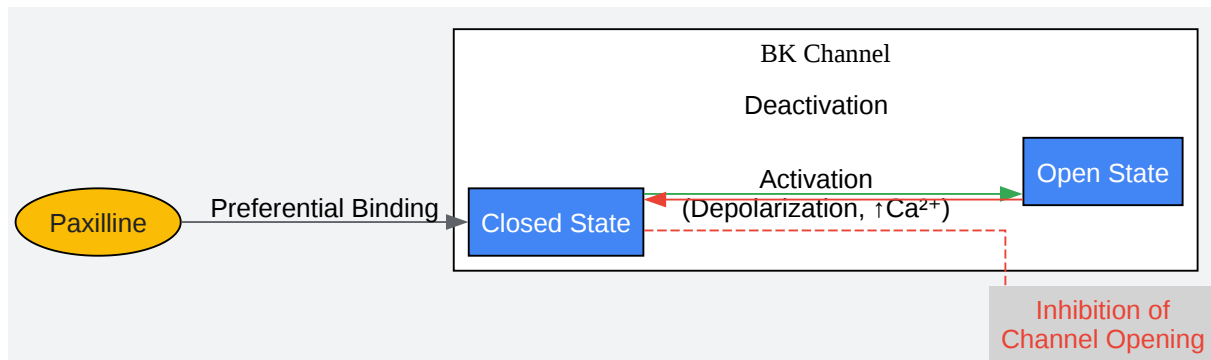 BK Channel
Deactivation
Open State
Activation
(Depolarization, ↑Ca²⁺)
Paxilline
Preferential Binding
Closed State
Inhibition of
Channel Opening